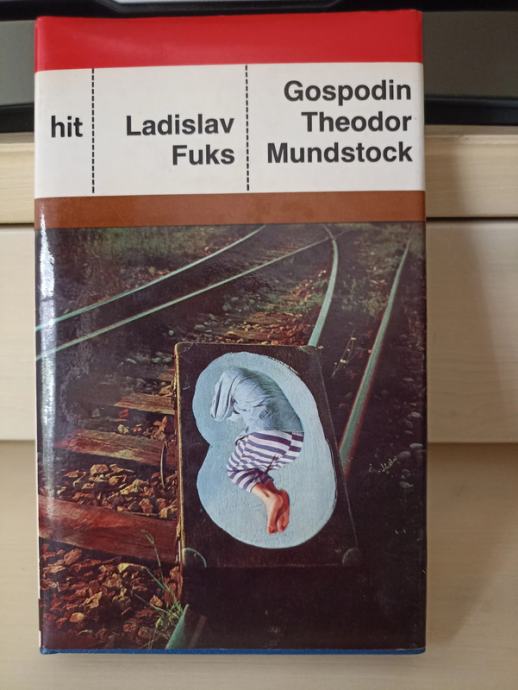 hit
Ladislav
Fuks
Gospodin
Theodor
Mundstock